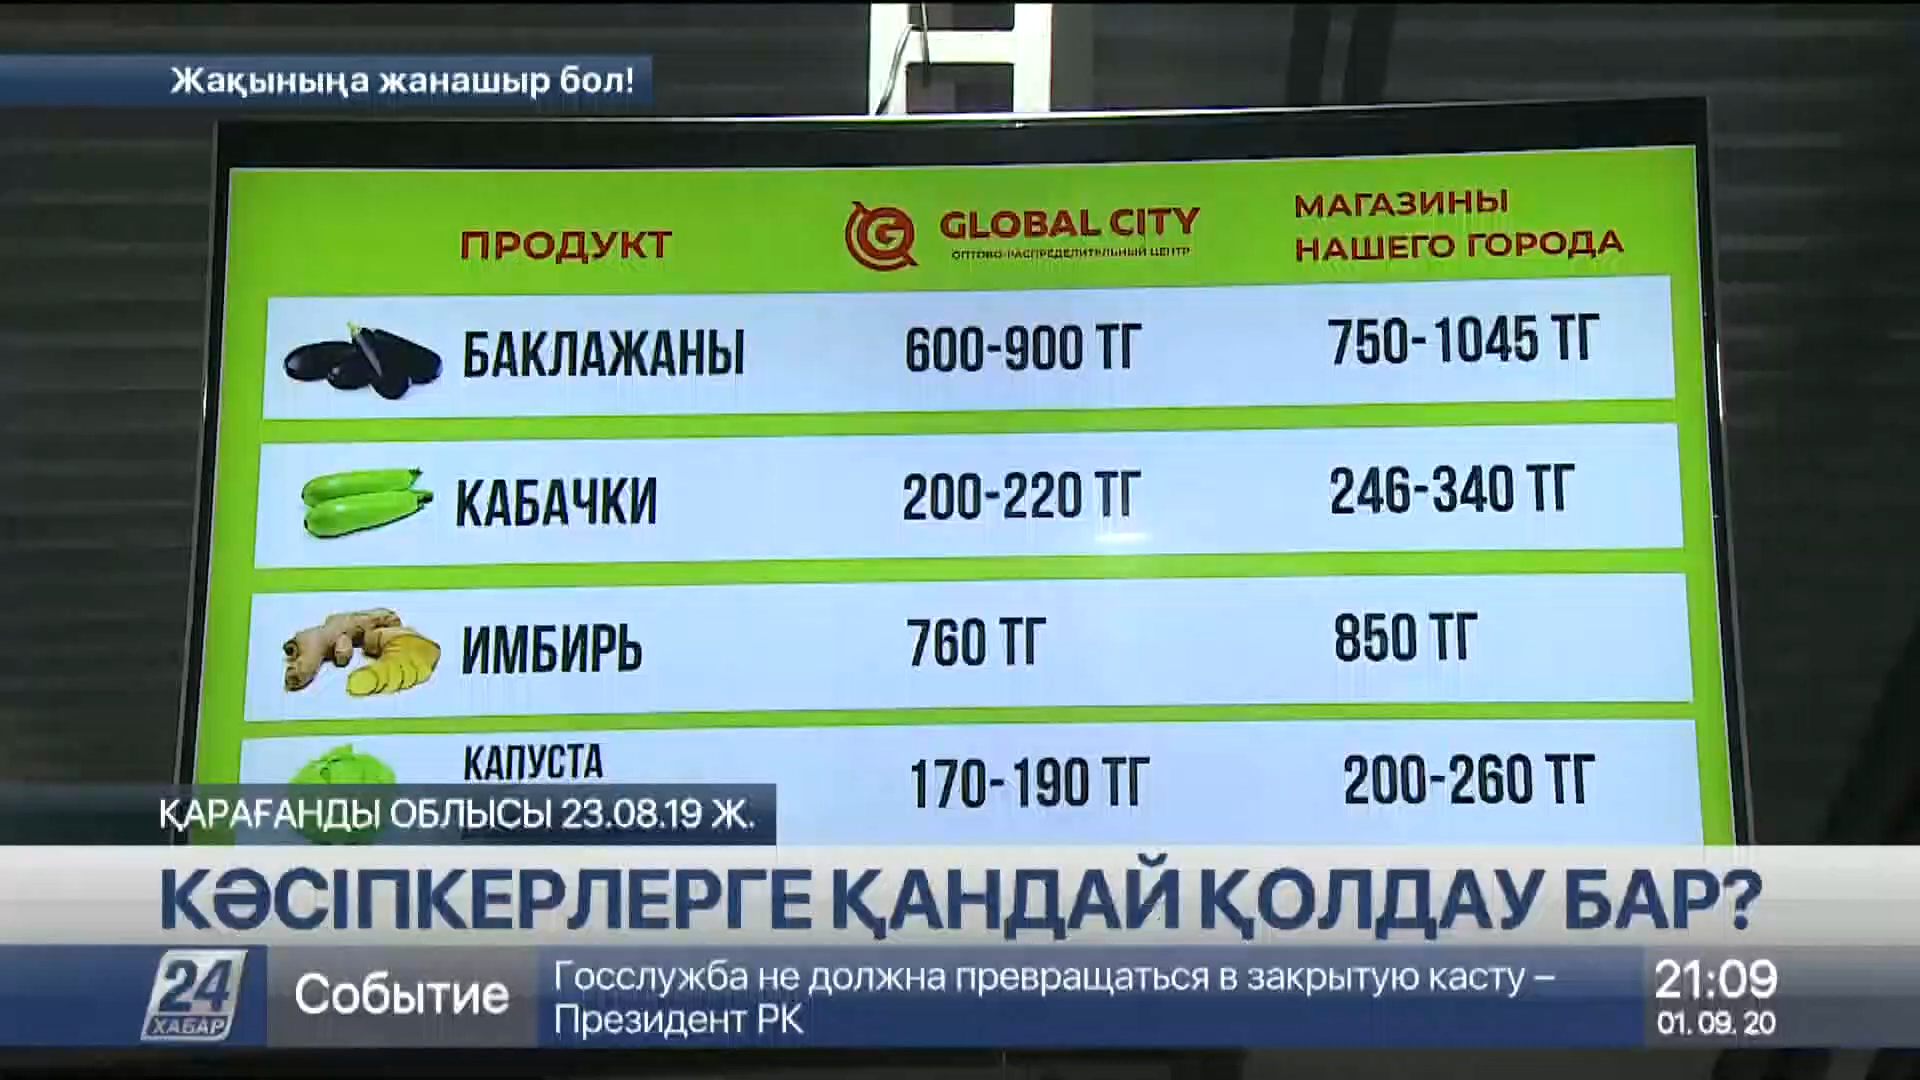 Жақыныңа жанашыр бол!
ПРОДУКТ
GLOBAL CITY
ОПТОВО-РАСПРЕДЕЛИТЕЛЬНЫЙ ЦЕНТР
МАГАЗИНЫ
НАШЕГО ГОРОДА
БАКЛАЖАНЫ 600-900 ТГ 750-1045 ТГ
КАБАЧКИ 200-220 ТГ 246-340 ТГ
ИМБИРЬ 760 ТГ 850 ТГ
КАПУСТА 170-190 ТГ 200-260 ТГ
ҚАРАҒАНДЫ ОБЛЫСЫ 23.08.19 Ж.
КӘСІПКЕРЛЕРГЕ ҚАНДАЙ ҚОЛДАУ БАР?
24
ХАБАР
Событие
Госслужба не должна превращаться в закрытую касту –
Президент РК
21:09
01. 09. 20